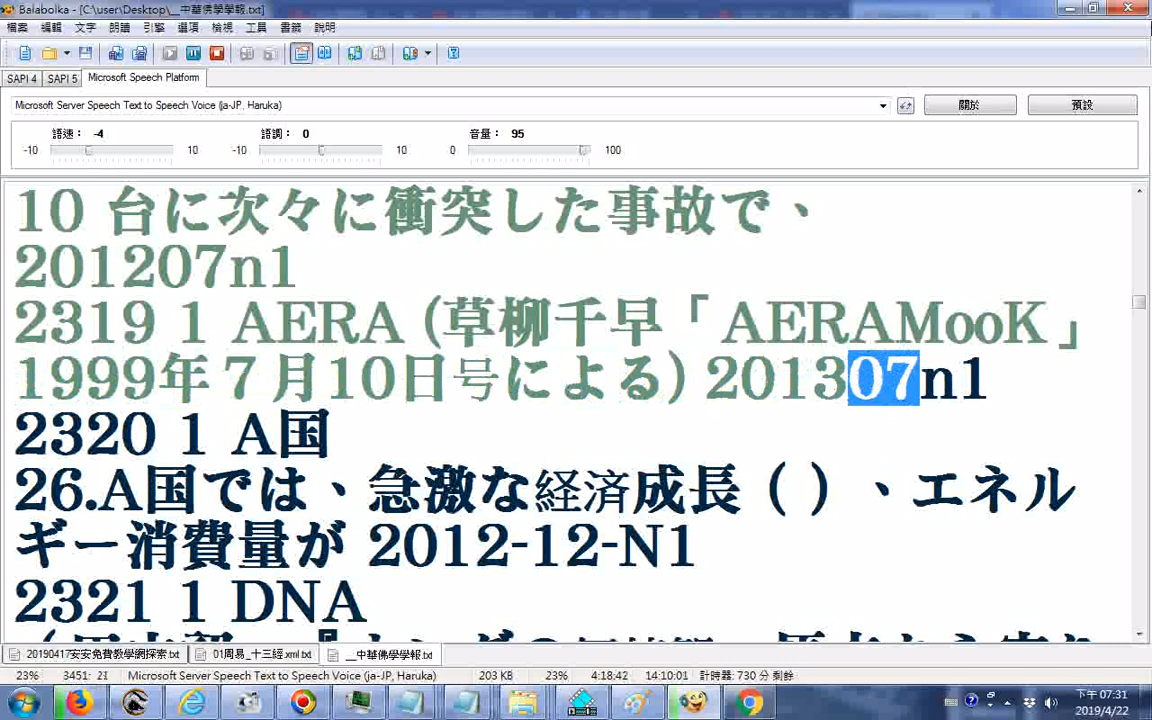 Balabolka - [C:\user\Desktop\__中華佛學學報.txt]
檔案 編輯 文字 朗讀 引擎 選項 檢視 工具 書籤 說明
SAPI 4 SAPI 5 Microsoft Speech Platform
Microsoft Server Speech Text to Speech Voice (ja-JP, Haruka)
關於 預設
語速： -4 語調： 0 音量： 95
-10 10 -10 10 0 100
10 台に次々に衝突した事故で、
201207n1
2319 1 AERA (草柳千早「AERAMooK」
1999年７月10日号による) 201307n1
2320 1 A国
26.A国では、急激な経済成長 ( ) 、エネル
ギー消費量が 2012-12-N1
2321 1 DNA
20190417安安免費教學網探索.txt 01周易_十三經.xml.txt __中華佛學學報.txt
23% 3451: 21 Microsoft Server Speech Text to Speech Voice (ja-JP, Haruka) 203 KB 23% 4:18:42 14:10:01 計時器: 730 分 剩餘
下午 07:31
2019/4/22